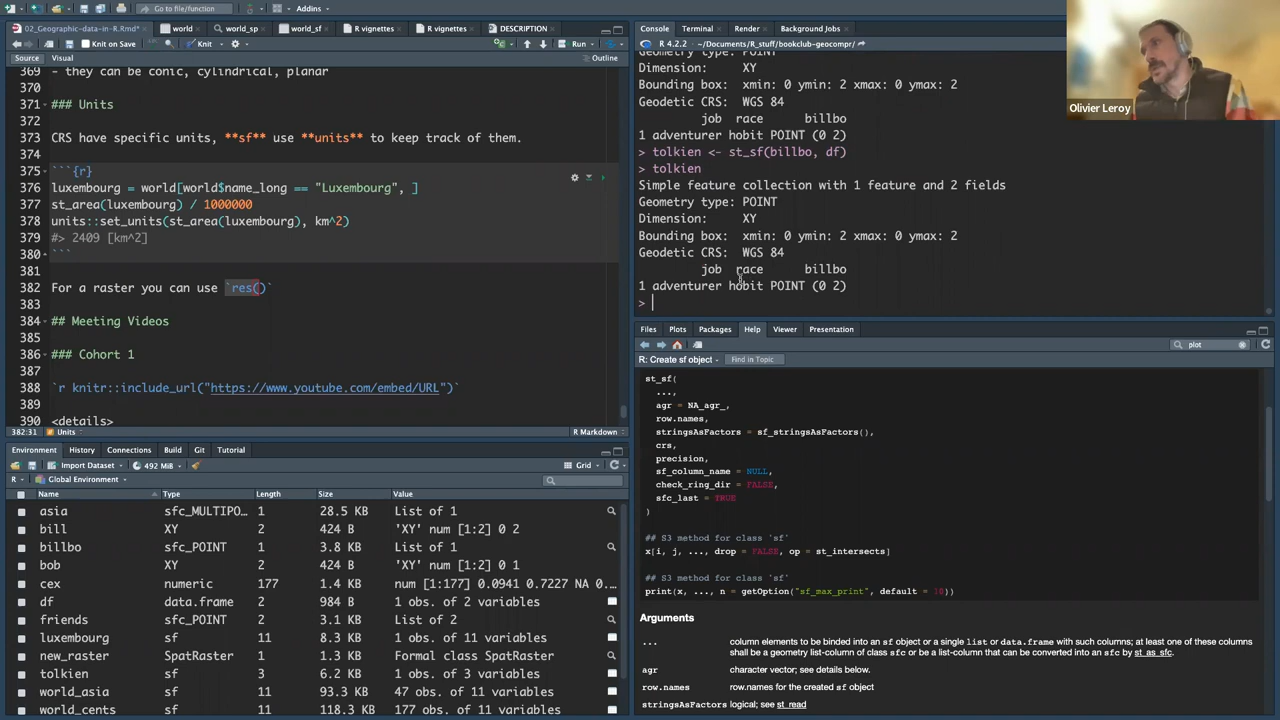 Go to file/function
Addins
02_Geographic-data-in-R.Rmd*
world
world_sp
world_sf
R vignettes
R vignettes
DESCRIPTION
Knit on Save
Knit
Run
Source
Visual
Outline
369 - they can be conic, cylindrical, planar
370
371 ### Units
372
373 CRS have specific units, **sf** use **units** to keep track of them.
374
375 ```{r}
376 luxembourg = world[world$name_long == "Luxembourg", ]
377 st_area(luxembourg) / 1000000
378 units::set_units(st_area(luxembourg), km^2)
379 #> 2409 [km^2]
380 ```
381
382 For a raster you can use `res()`
383
384 ## Meeting Videos
385
386 ### Cohort 1
387
388 `r knitr::include_url("https://www.youtube.com/embed/URL")`
389
390 <details>
382:31 Units
R Markdown
Environment
History
Connections
Build
Git
Tutorial
Import Dataset
492 MiB
Grid
R
Global Environment
Name Type Length Size Value
asia sfc_MULTIPO… 1 28.5 KB List of 1
bill XY 2 424 B 'XY' num [1:2] 0 2
billbo sfc_POINT 1 3.8 KB List of 1
bob XY 2 424 B 'XY' num [1:2] 0 1
cex numeric 177 1.4 KB num [1:177] 0.0941 0.7227 NA 0.…
df data.frame 2 984 B 1 obs. of 2 variables
friends sfc_POINT 2 3.1 KB List of 2
luxembourg sf 11 8.3 KB 1 obs. of 11 variables
new_raster SpatRaster 1 1.3 KB Formal class SpatRaster
tolkien sf 3 6.2 KB 1 obs. of 3 variables
world_asia sf 11 93.3 KB 47 obs. of 11 variables
world_cents sf 11 118.3 KB 177 obs. of 11 variables
Console
Terminal
Render
Background Jobs
R 4.2.2 · ~/Documents/R_stuff/bookclub-geocompr/
Geometry type: POINT
Dimension: XY
Bounding box: xmin: 0 ymin: 2 xmax: 0 ymax: 2
Geodetic CRS: WGS 84
job race billbo
1 adventurer hobit POINT (0 2)
> tolkien <- st_sf(billbo, df)
> tolkien
Simple feature collection with 1 feature and 2 fields
Geometry type: POINT
Dimension: XY
Bounding box: xmin: 0 ymin: 2 xmax: 0 ymax: 2
Geodetic CRS: WGS 84
job race billbo
1 adventurer hobit POINT (0 2)
>
Olivier Leroy
Files
Plots
Packages
Help
Viewer
Presentation
plot
R: Create sf object
Find in Topic
st_sf(
...,
agr = NA_agr_,
row.names,
stringsAsFactors = sf_stringsAsFactors(),
crs,
precision,
sf_column_name = NULL,
check_ring_dir = FALSE,
sfc_last = TRUE
)
## S3 method for class 'sf'
x[i, j, ..., drop = FALSE, op = st_intersects]
## S3 method for class 'sf'
print(x, ..., n = getOption("sf_max_print", default = 10))
Arguments
... column elements to be binded into an sf object or a single list or data.frame with such columns; at least one of these columns
shall be a geometry list-column of class sfc or be a list-column that can be converted into an sfc by st_as_sfc.
agr character vector; see details below.
row.names row.names for the created sf object
stringsAsFactors logical; see st_read